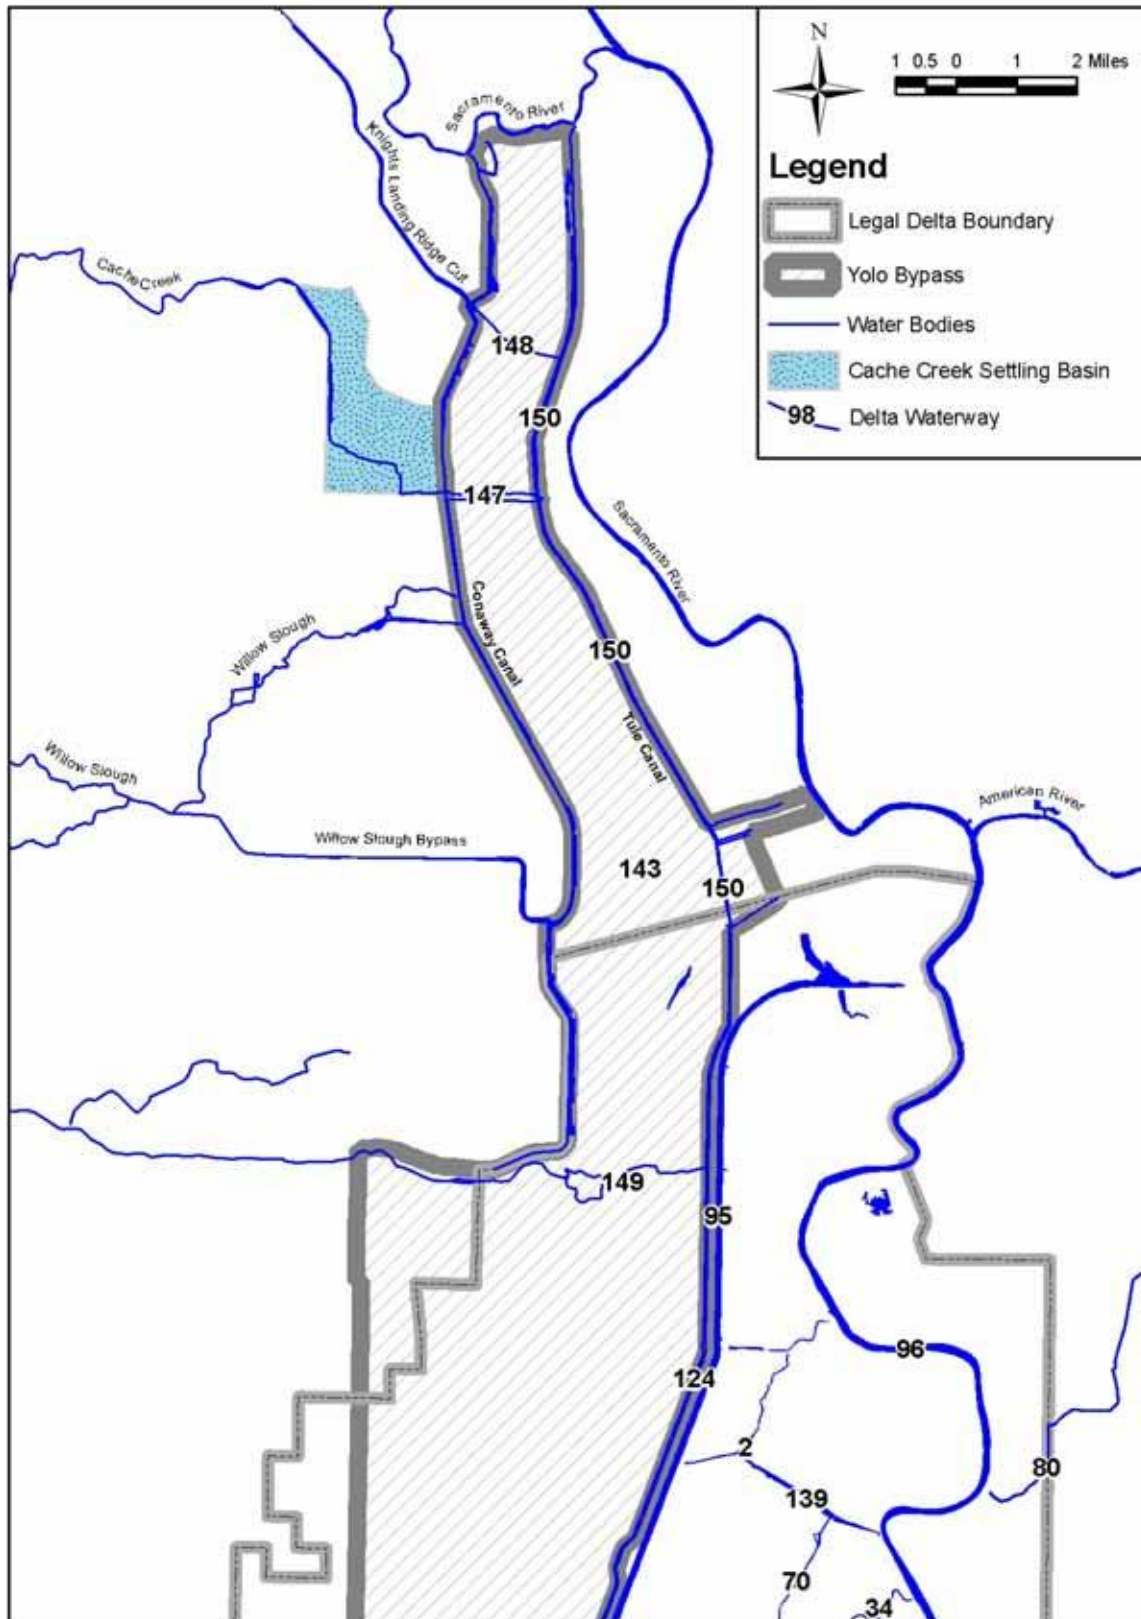 N
1 0.5 0 1 2 Miles
Legend
Legal Delta Boundary
Yolo Bypass
Water Bodies
Cache Creek Settling Basin
98 Delta Waterway
Sacramento River
Knights Landing Ridge Cut
CacheCreek
148
150
147
Sacramento River
Conaway Canal
Willow Slough
150
Tule Canal
Willow Slough
American River
Willow Slough Bypass
143
150
149
95
96
124
2
80
139
70
34